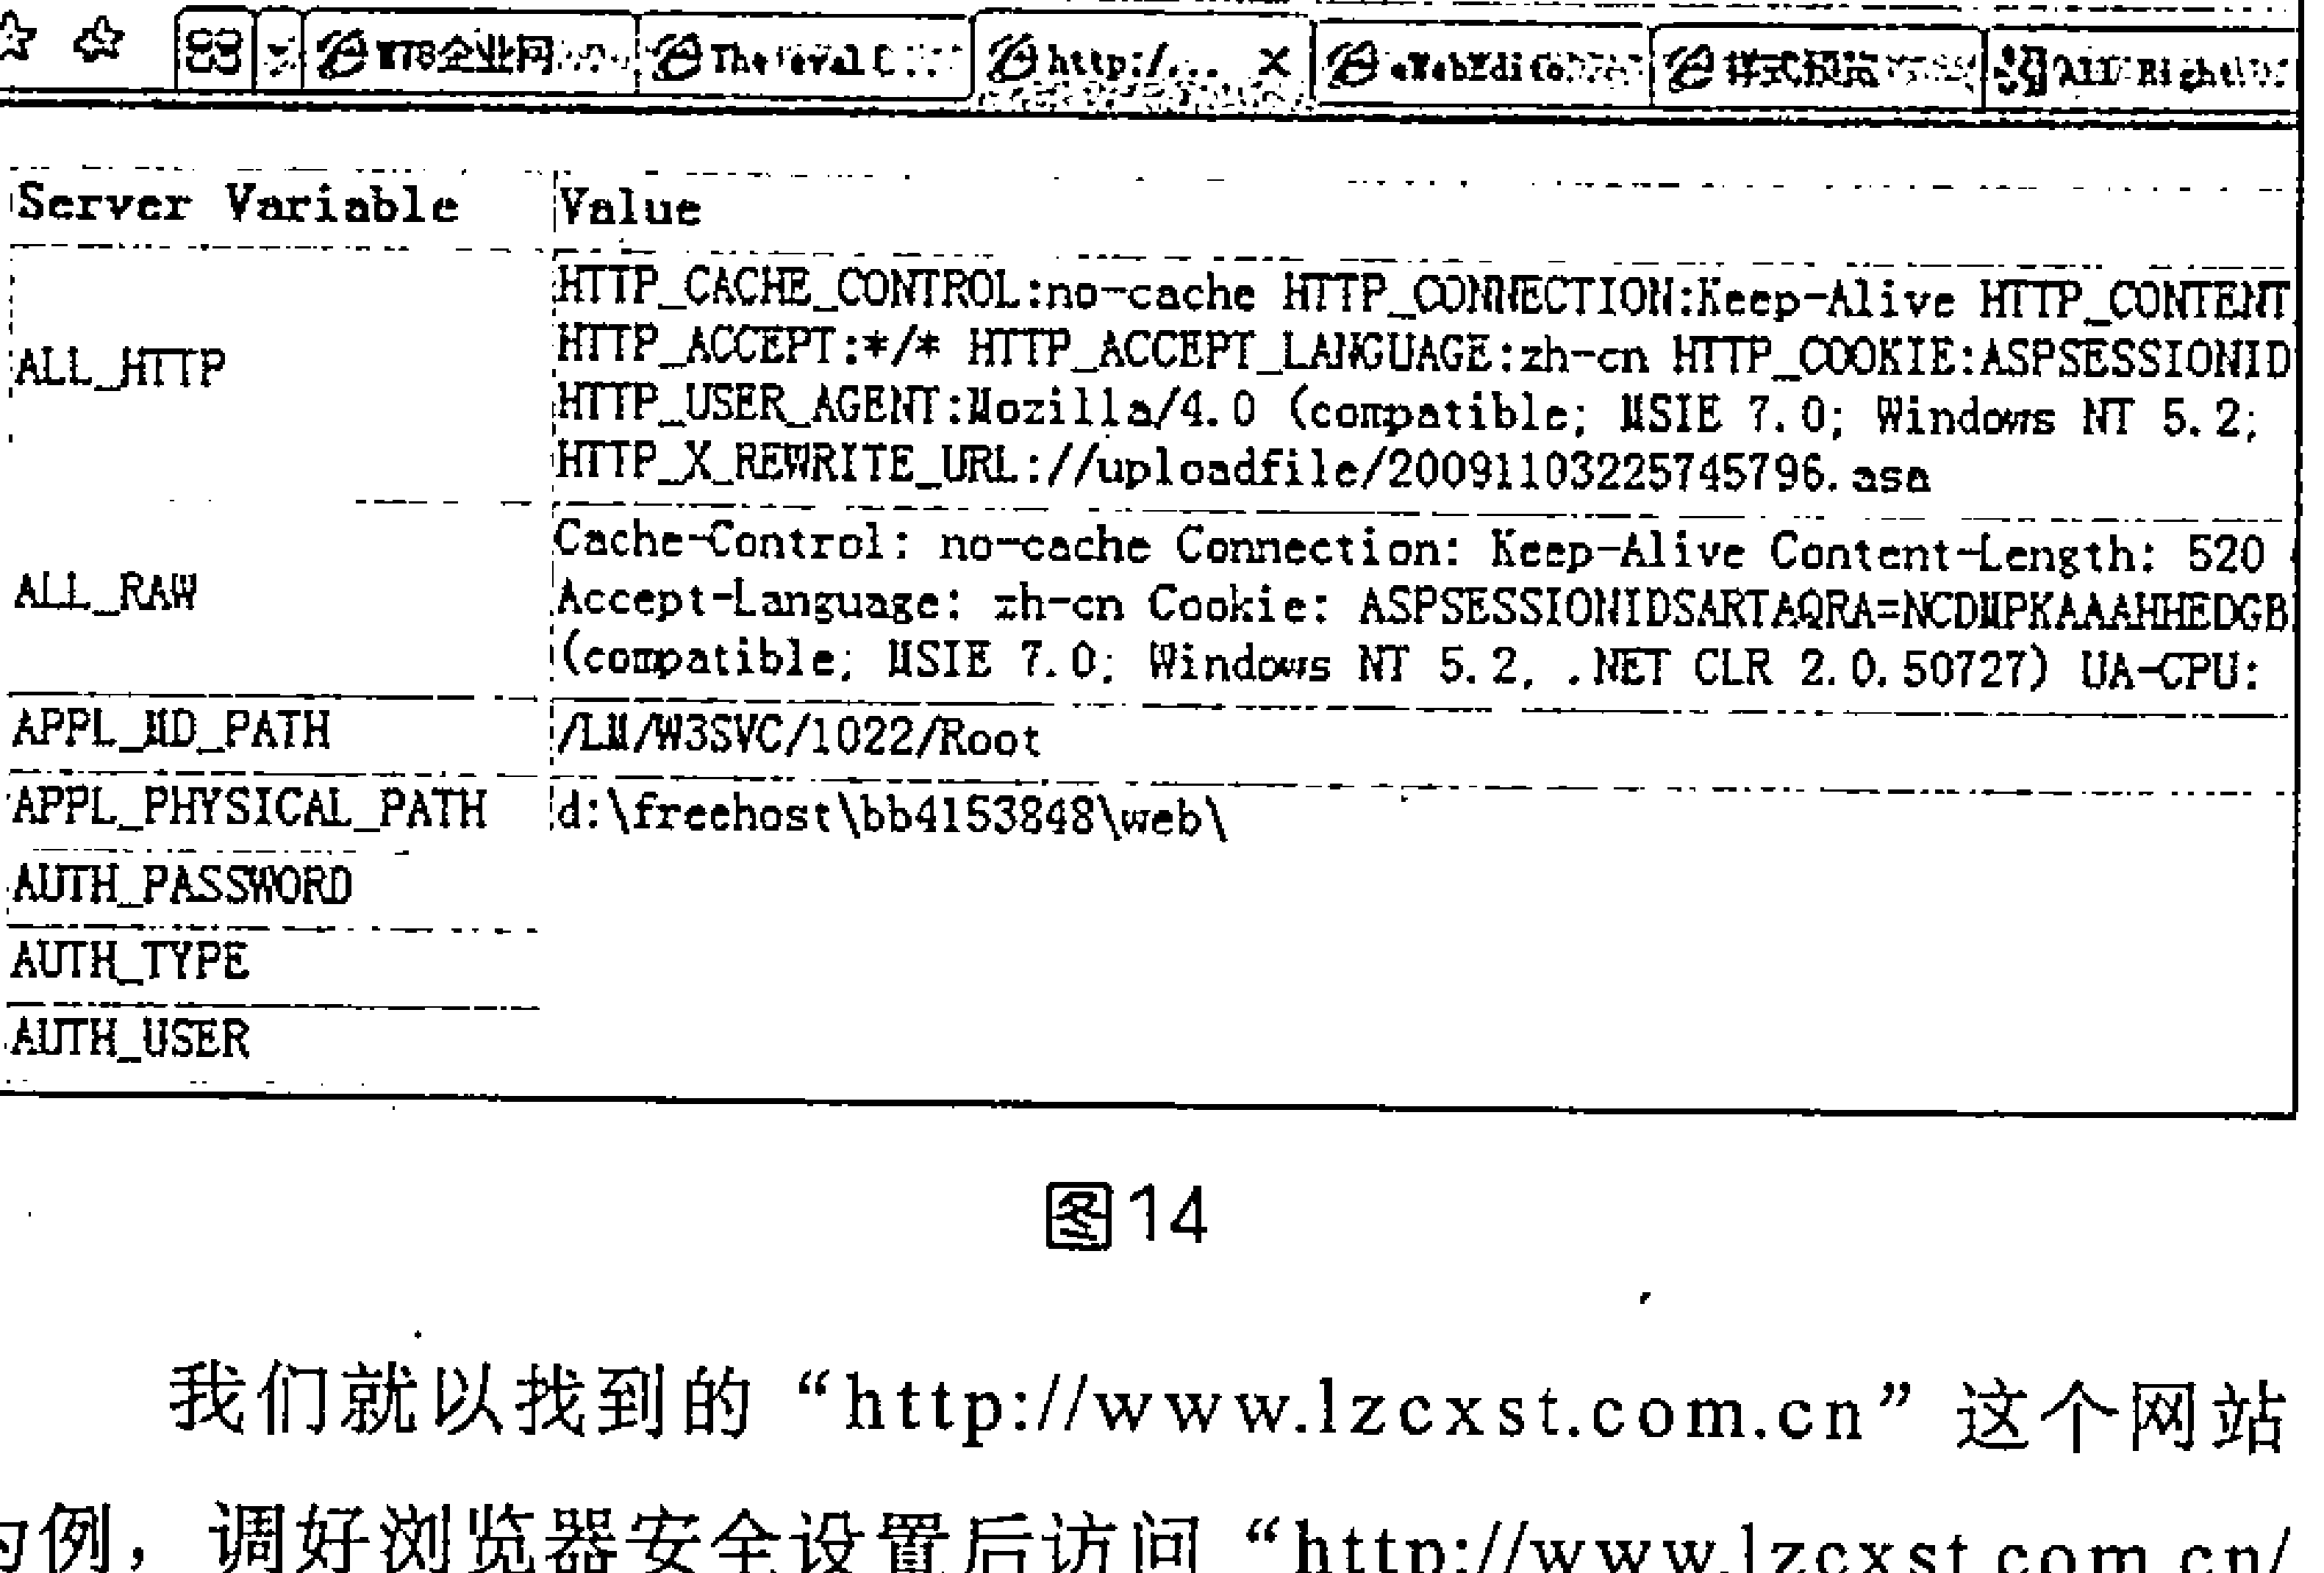 http:/... ×
Server Variable Value
ALL_HTTP
HTTP_CACHE_CONTROL:no-cache HTTP_CONNECTION:Keep-Alive HTTP_CONTENT
HTTP_ACCEPT:*/* HTTP_ACCEPT_LANGUAGE:zh-cn HTTP_COOKIE:ASPSESSIONID
HTTP_USER_AGENT:Mozilla/4.0 (compatible; MSIE 7.0; Windows NT 5.2;
HTTP_X_REWRITE_URL://uploadfile/20091103225745796.asa
ALL_RAW
Cache-Control: no-cache Connection: Keep-Alive Content-Length: 520
Accept-Language: zh-cn Cookie: ASPSESSIONIDSARTAQRA=NCDMPKAAAHHEDGB
(compatible; MSIE 7.0; Windows NT 5.2, .NET CLR 2.0.50727) UA-CPU:
APPL_MD_PATH /LM/W3SVC/1022/Root
APPL_PHYSICAL_PATH d:\freehost\bb4153848\web\
AUTH_PASSWORD
AUTH_TYPE
AUTH_USER
图14
我们就以找到的“http://www.lzcxst.com.cn”这个网站
为例，调好浏览器安全设置后访问“http://www.lzcxst.com.cn/